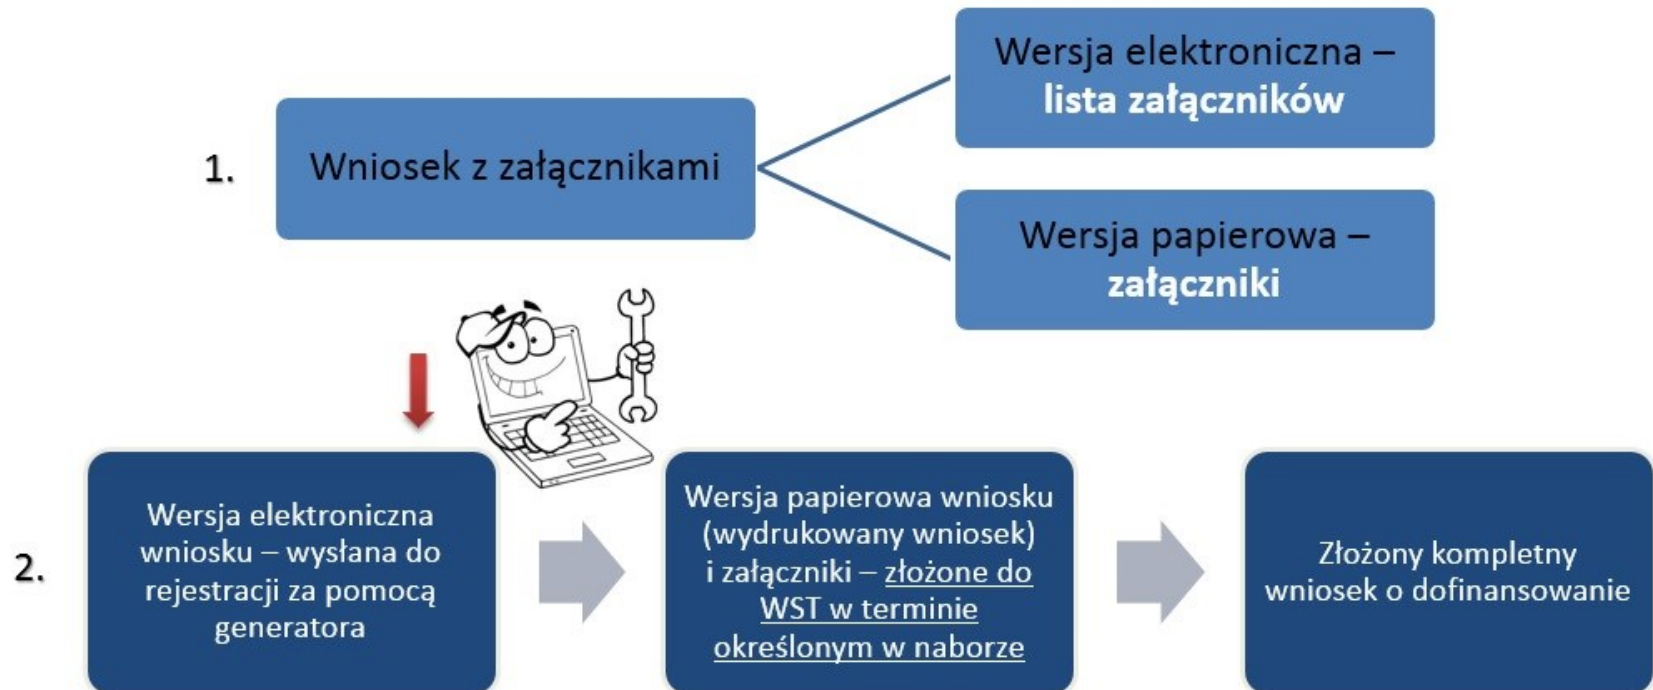 1.
Wniosek z załącznikami
Wersja elektroniczna –
lista załączników
Wersja papierowa –
załączniki
2.
Wersja elektroniczna
wniosku – wysłana do
rejestracji za pomocą
generatora
Wersja papierowa wniosku
(wydrukowany wniosek)
i załączniki – złożone do
WST w terminie
określonym w naborze
Złożony kompletny
wniosek o dofinansowanie